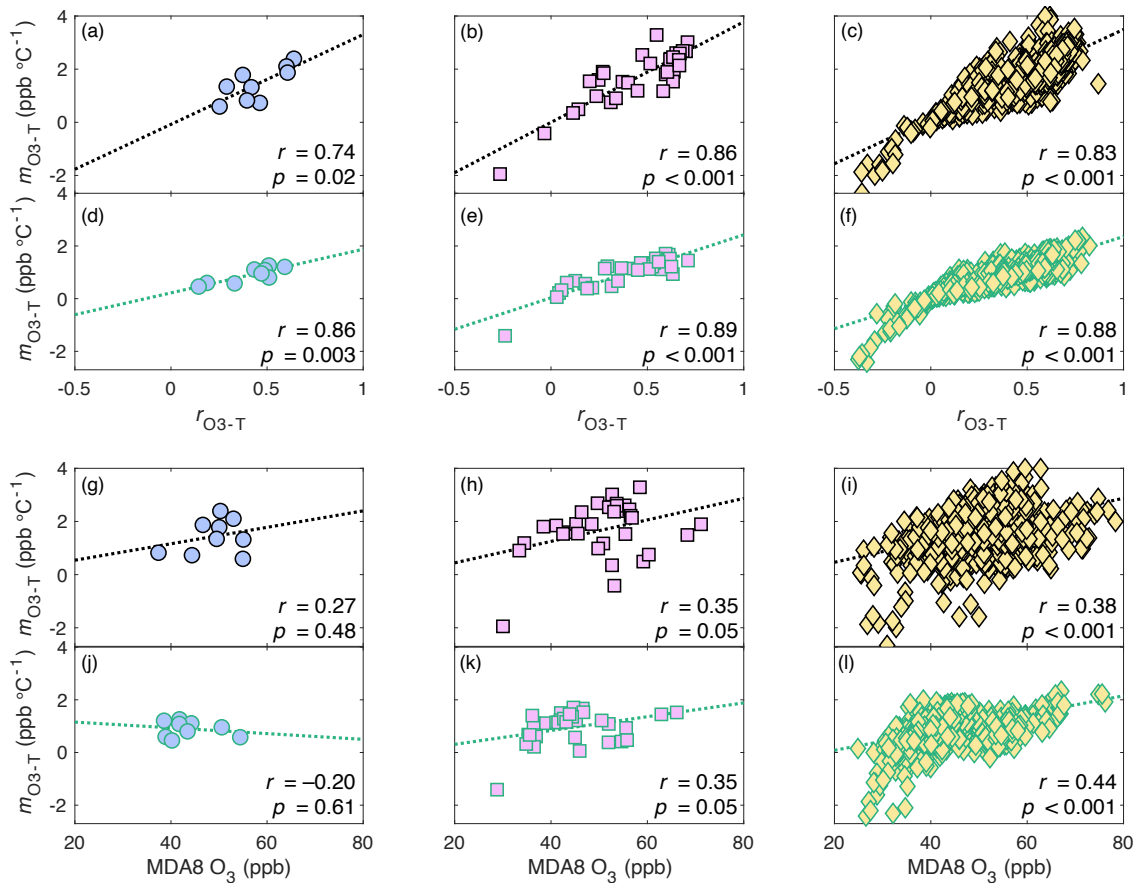 (a) (b) (c)
4
2
0
-2
m_O3-T (ppb °C⁻¹)
r = 0.74 r = 0.86 r = 0.83
p = 0.02 p < 0.001 p < 0.001
(d) (e) (f)
4
2
0
-2
m_O3-T (ppb °C⁻¹)
r = 0.86 r = 0.89 r = 0.88
p = 0.003 p < 0.001 p < 0.001
-0.5 0 0.5 1 -0.5 0 0.5 1 -0.5 0 0.5 1
r_O3-T r_O3-T r_O3-T
(g) (h) (i)
4
2
0
-2
m_O3-T (ppb °C⁻¹)
r = 0.27 r = 0.35 r = 0.38
p = 0.48 p = 0.05 p < 0.001
(j) (k) (l)
4
2
0
-2
m_O3-T (ppb °C⁻¹)
r = –0.20 r = 0.35 r = 0.44
p = 0.61 p = 0.05 p < 0.001
20 40 60 80 20 40 60 80 20 40 60 80
MDA8 O₃ (ppb) MDA8 O₃ (ppb) MDA8 O₃ (ppb)